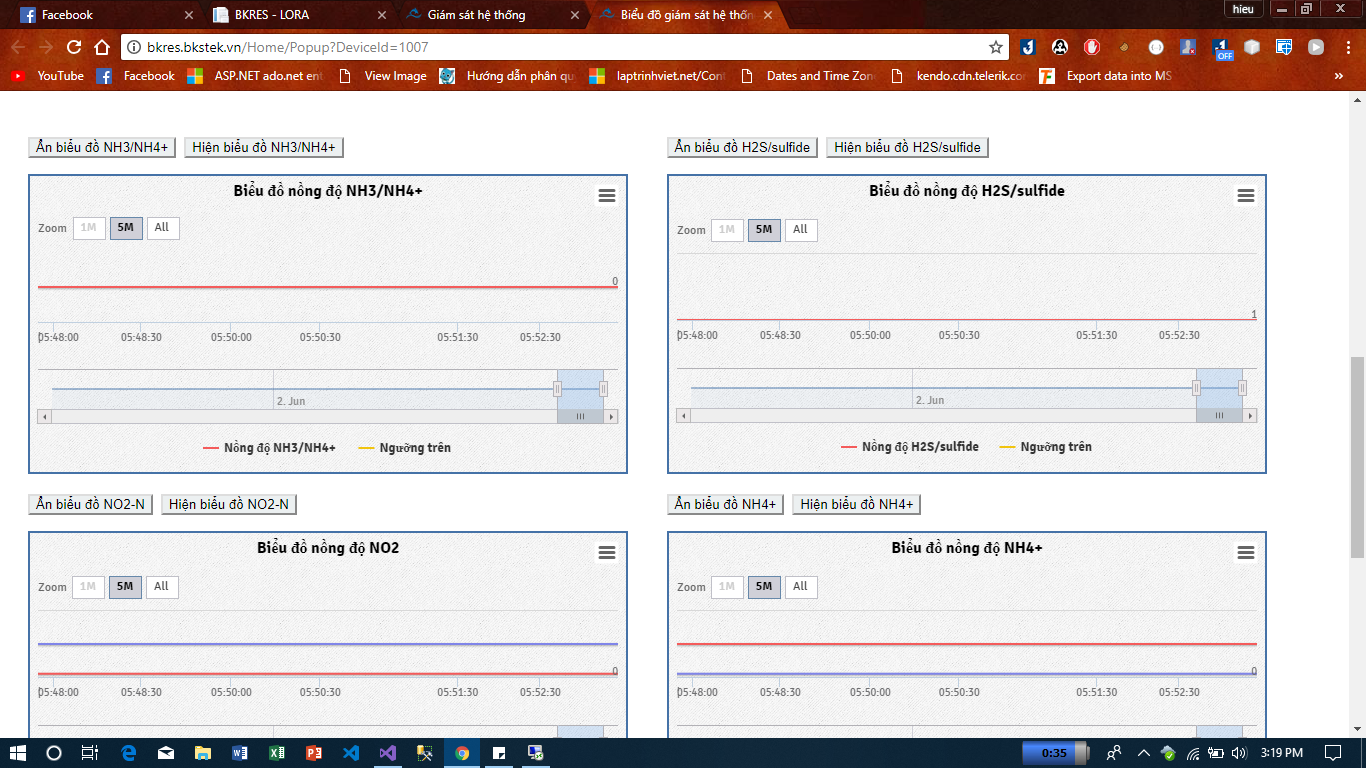 hieu
Facebook
BKRES - LORA
Giám sát hệ thống
Biểu đồ giám sát hệ thốn
bkres.bkstek.vn/Home/Popup?DeviceId=1007
OFF
YouTube
Facebook
ASP.NET ado.net ent
View Image
Hướng dẫn phân qu
laptrinhviet.net/Cont
Dates and Time Zon
kendo.cdn.telerik.co
Export data into MS
»
Ẩn biểu đồ NH3/NH4+
Hiện biểu đồ NH3/NH4+
Ẩn biểu đồ H2S/sulfide
Hiện biểu đồ H2S/sulfide
Biểu đồ nồng độ NH3/NH4+
Zoom 1M 5M All
0
05:48:00 05:48:30 05:50:00 05:50:30 05:51:30 05:52:30
2. Jun
Nồng độ NH3/NH4+ Ngưỡng trên
Biểu đồ nồng độ H2S/sulfide
Zoom 1M 5M All
1
05:48:00 05:48:30 05:50:00 05:50:30 05:51:30 05:52:30
2. Jun
Nồng độ H2S/sulfide Ngưỡng trên
Ẩn biểu đồ NO2-N
Hiện biểu đồ NO2-N
Ẩn biểu đồ NH4+
Hiện biểu đồ NH4+
Biểu đồ nồng độ NO2
Zoom 1M 5M All
0
05:48:00 05:48:30 05:50:00 05:50:30 05:51:30 05:52:30
Biểu đồ nồng độ NH4+
Zoom 1M 5M All
0
05:48:00 05:48:30 05:50:00 05:50:30 05:51:30 05:52:30
0:35
3:19 PM